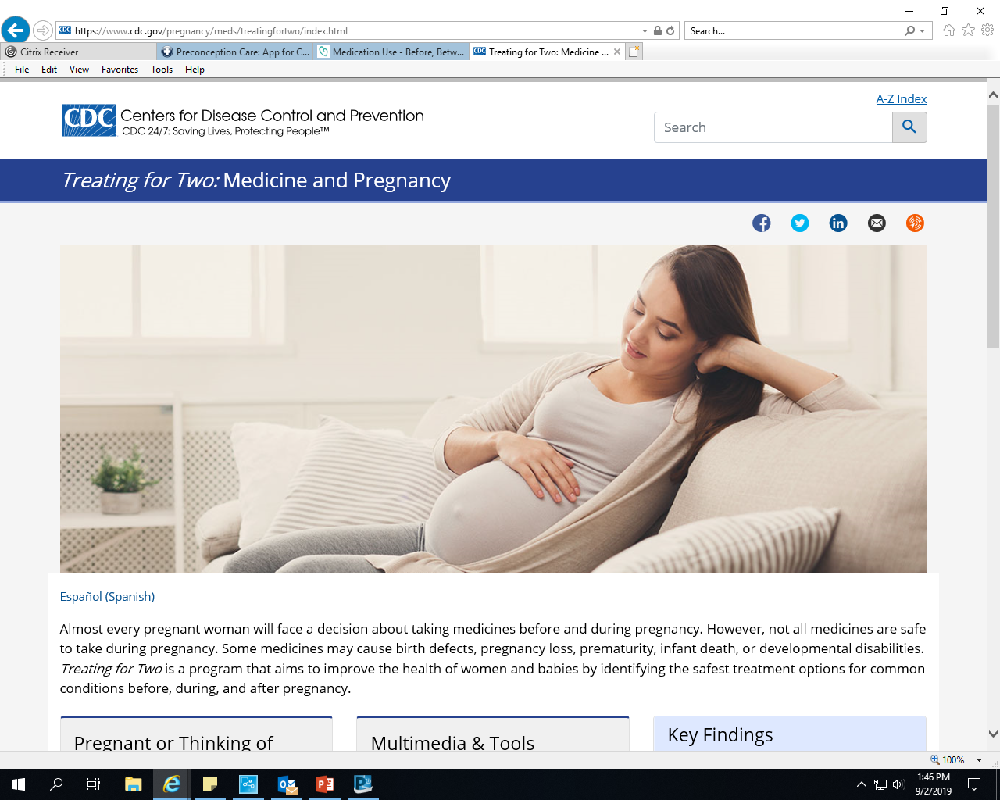 https://www.cdc.gov/pregnancy/meds/treatingfortwo/index.html
Search...
Citrix Receiver
Preconception Care: App for C...
Medication Use - Before, Betw...
Treating for Two: Medicine ...
File Edit View Favorites Tools Help
A-Z Index
CDC Centers for Disease Control and Prevention
CDC 24/7: Saving Lives, Protecting People™
Search
Treating for Two: Medicine and Pregnancy
Español (Spanish)
Almost every pregnant woman will face a decision about taking medicines before and during pregnancy. However, not all medicines are safe
to take during pregnancy. Some medicines may cause birth defects, pregnancy loss, prematurity, infant death, or developmental disabilities.
Treating for Two is a program that aims to improve the health of women and babies by identifying the safest treatment options for common
conditions before, during, and after pregnancy.
Pregnant or Thinking of
Multimedia & Tools
Key Findings
100%
1:46 PM
9/2/2019